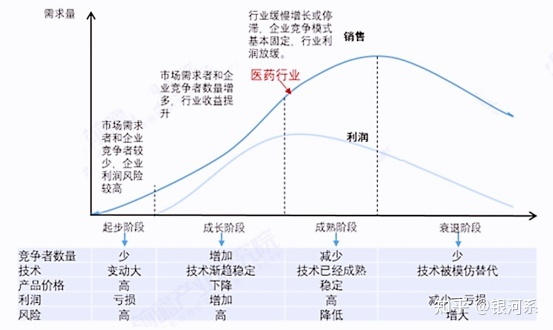 需求量
行业缓慢增长或停
滞，企业竞争模式
基本固定，行业利
润放缓。
销售
医药行业
市场需求者和企
业竞争者数量增
多，行业收益提
升
市场需求
者和企业
竞争者较
少，企业
利润风险
较高
利润
起步阶段 成长阶段 成熟阶段 衰退阶段
竞争者数量 少 增加 减少 少
技术 变动大 技术渐趋稳定 技术已经成熟 技术被模仿替代
产品价格 高 下降 稳定
利润 亏损 增加 高 减少—亏损
风险 高 高 降低 增大
知乎 @银河系